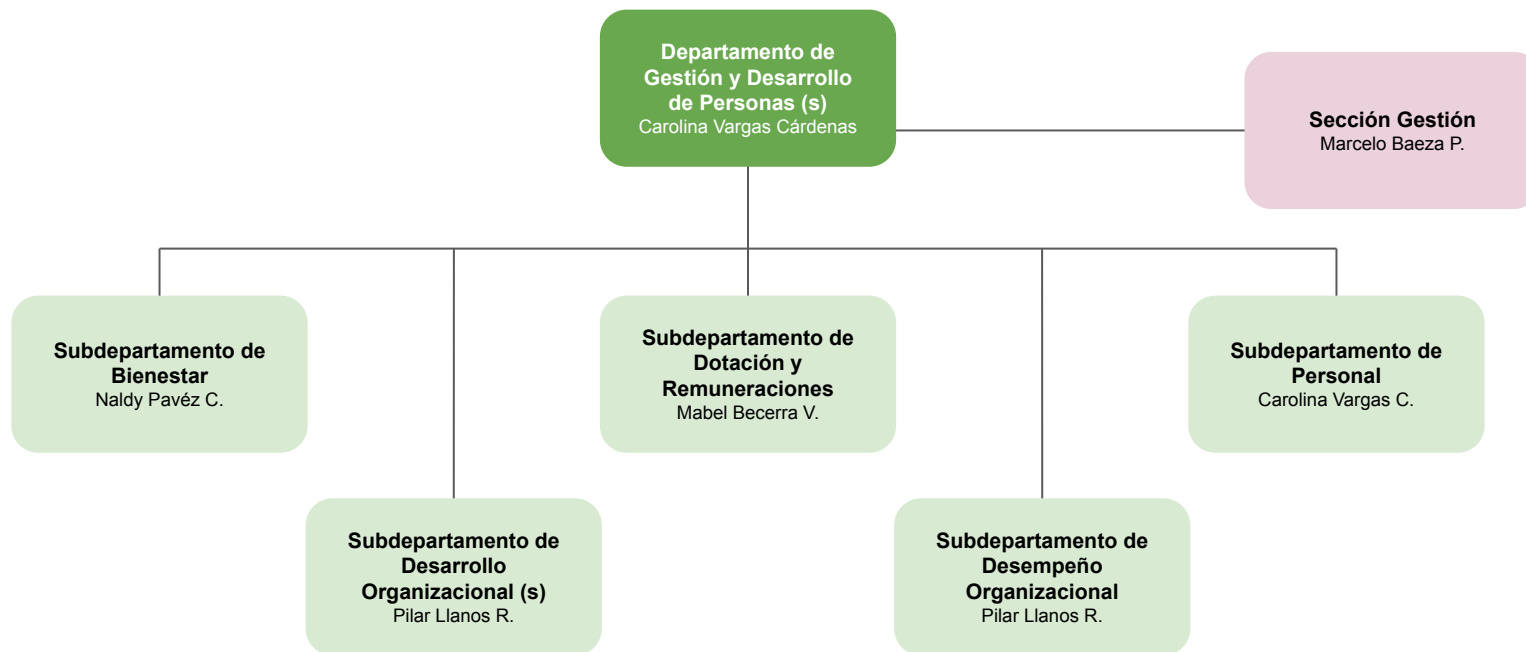 Departamento de
Gestión y Desarrollo
de Personas (s)
Carolina Vargas Cárdenas
Sección Gestión
Marcelo Baeza P.
Subdepartamento de
Bienestar
Naldy Pavéz C.
Subdepartamento de
Dotación y
Remuneraciones
Mabel Becerra V.
Subdepartamento de
Personal
Carolina Vargas C.
Subdepartamento de
Desarrollo
Organizacional (s)
Pilar Llanos R.
Subdepartamento de
Desempeño
Organizacional
Pilar Llanos R.